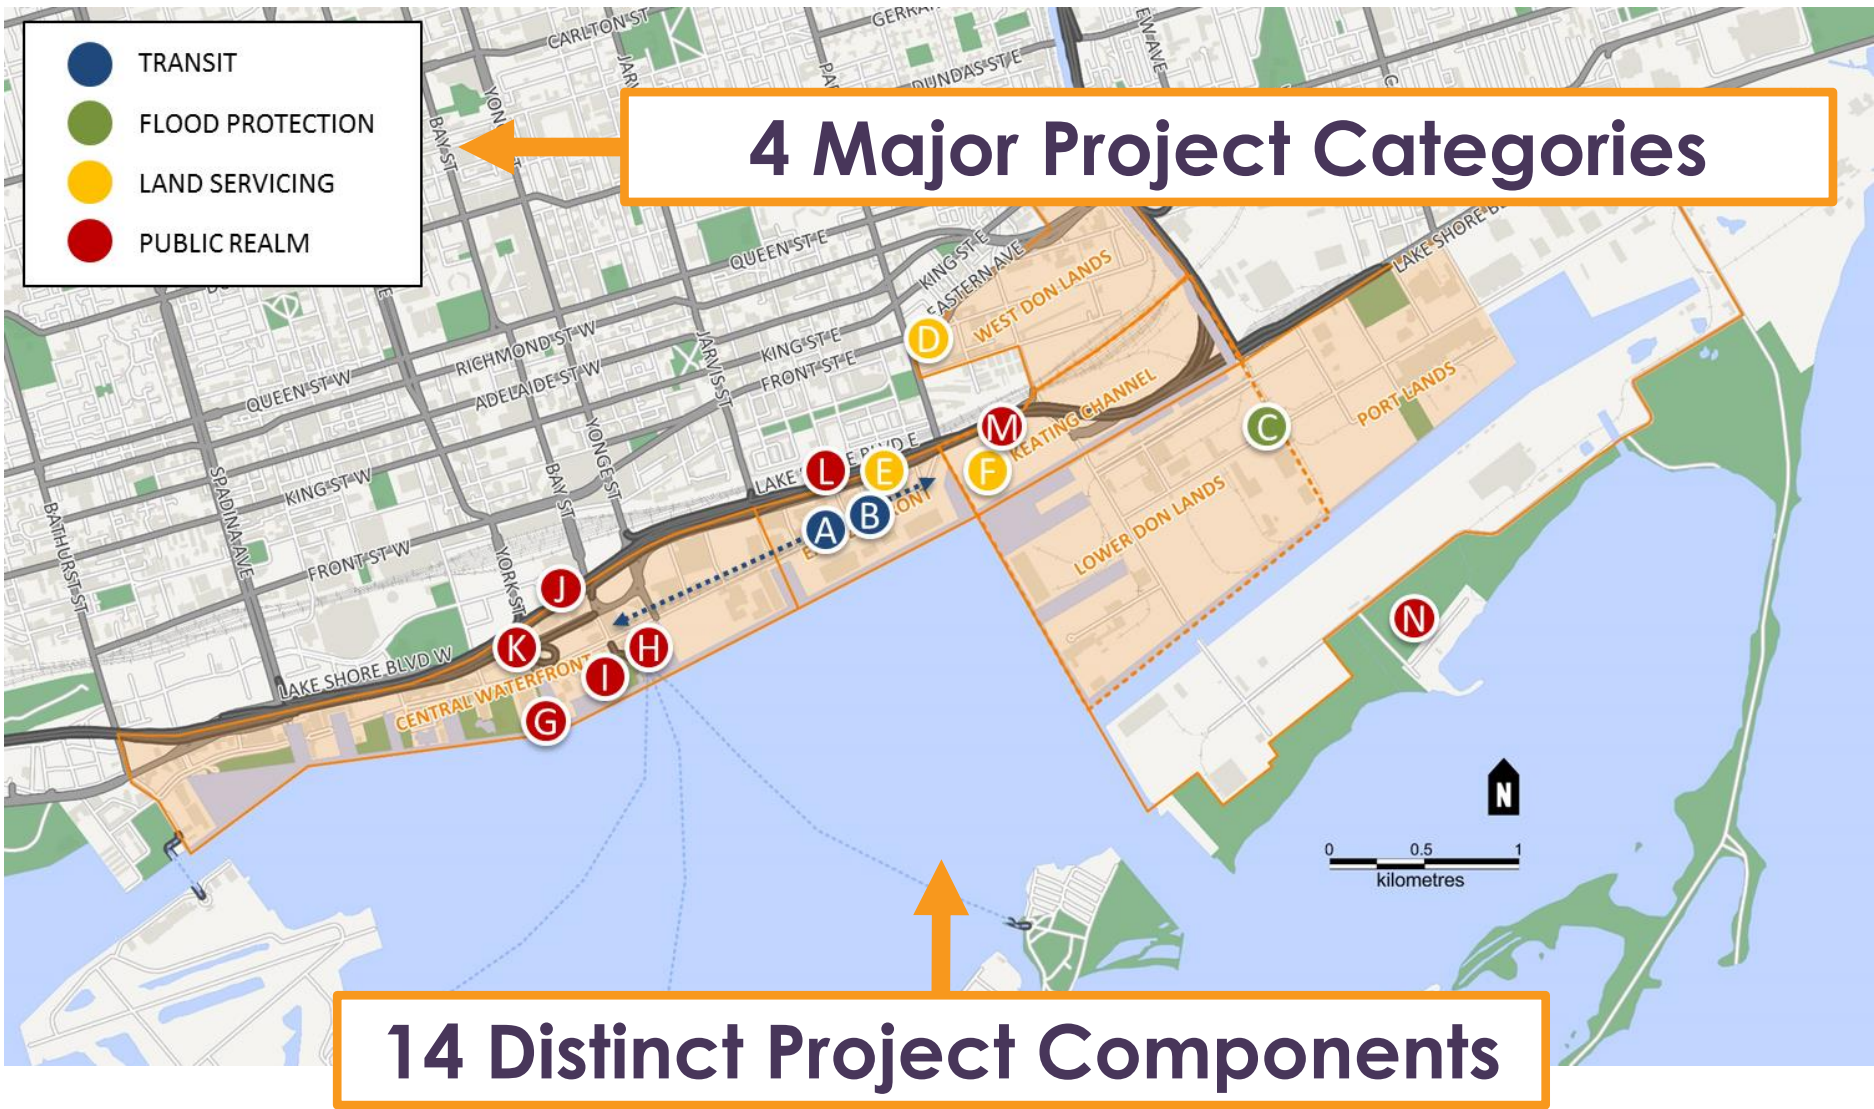 TRANSIT
FLOOD PROTECTION
LAND SERVICING
PUBLIC REALM
4 Major Project Categories
CARLTON ST
DUNDAS ST E
BAY ST
QUEEN ST E
KING ST E
EASTERN AVE
WEST DON LANDS
LAKE SHORE
RICHMOND ST W
ADELAIDE ST W
QUEEN ST W
JARVIS ST
KING ST E
FRONT ST E
D
KEATING CHANNEL
PORT LANDS
C
M
L
E
F
LAKE
BLVD E
YONGE ST
BAY ST
KING ST W
SPADINA AVE
BATHURST ST
FRONT ST W
YORK ST
A
B
LOWER DON LANDS
J
K
H
I
G
N
LAKE SHORE BLVD W
CENTRAL WATERFRONT
N
0 0.5 1
kilometres
14 Distinct Project Components